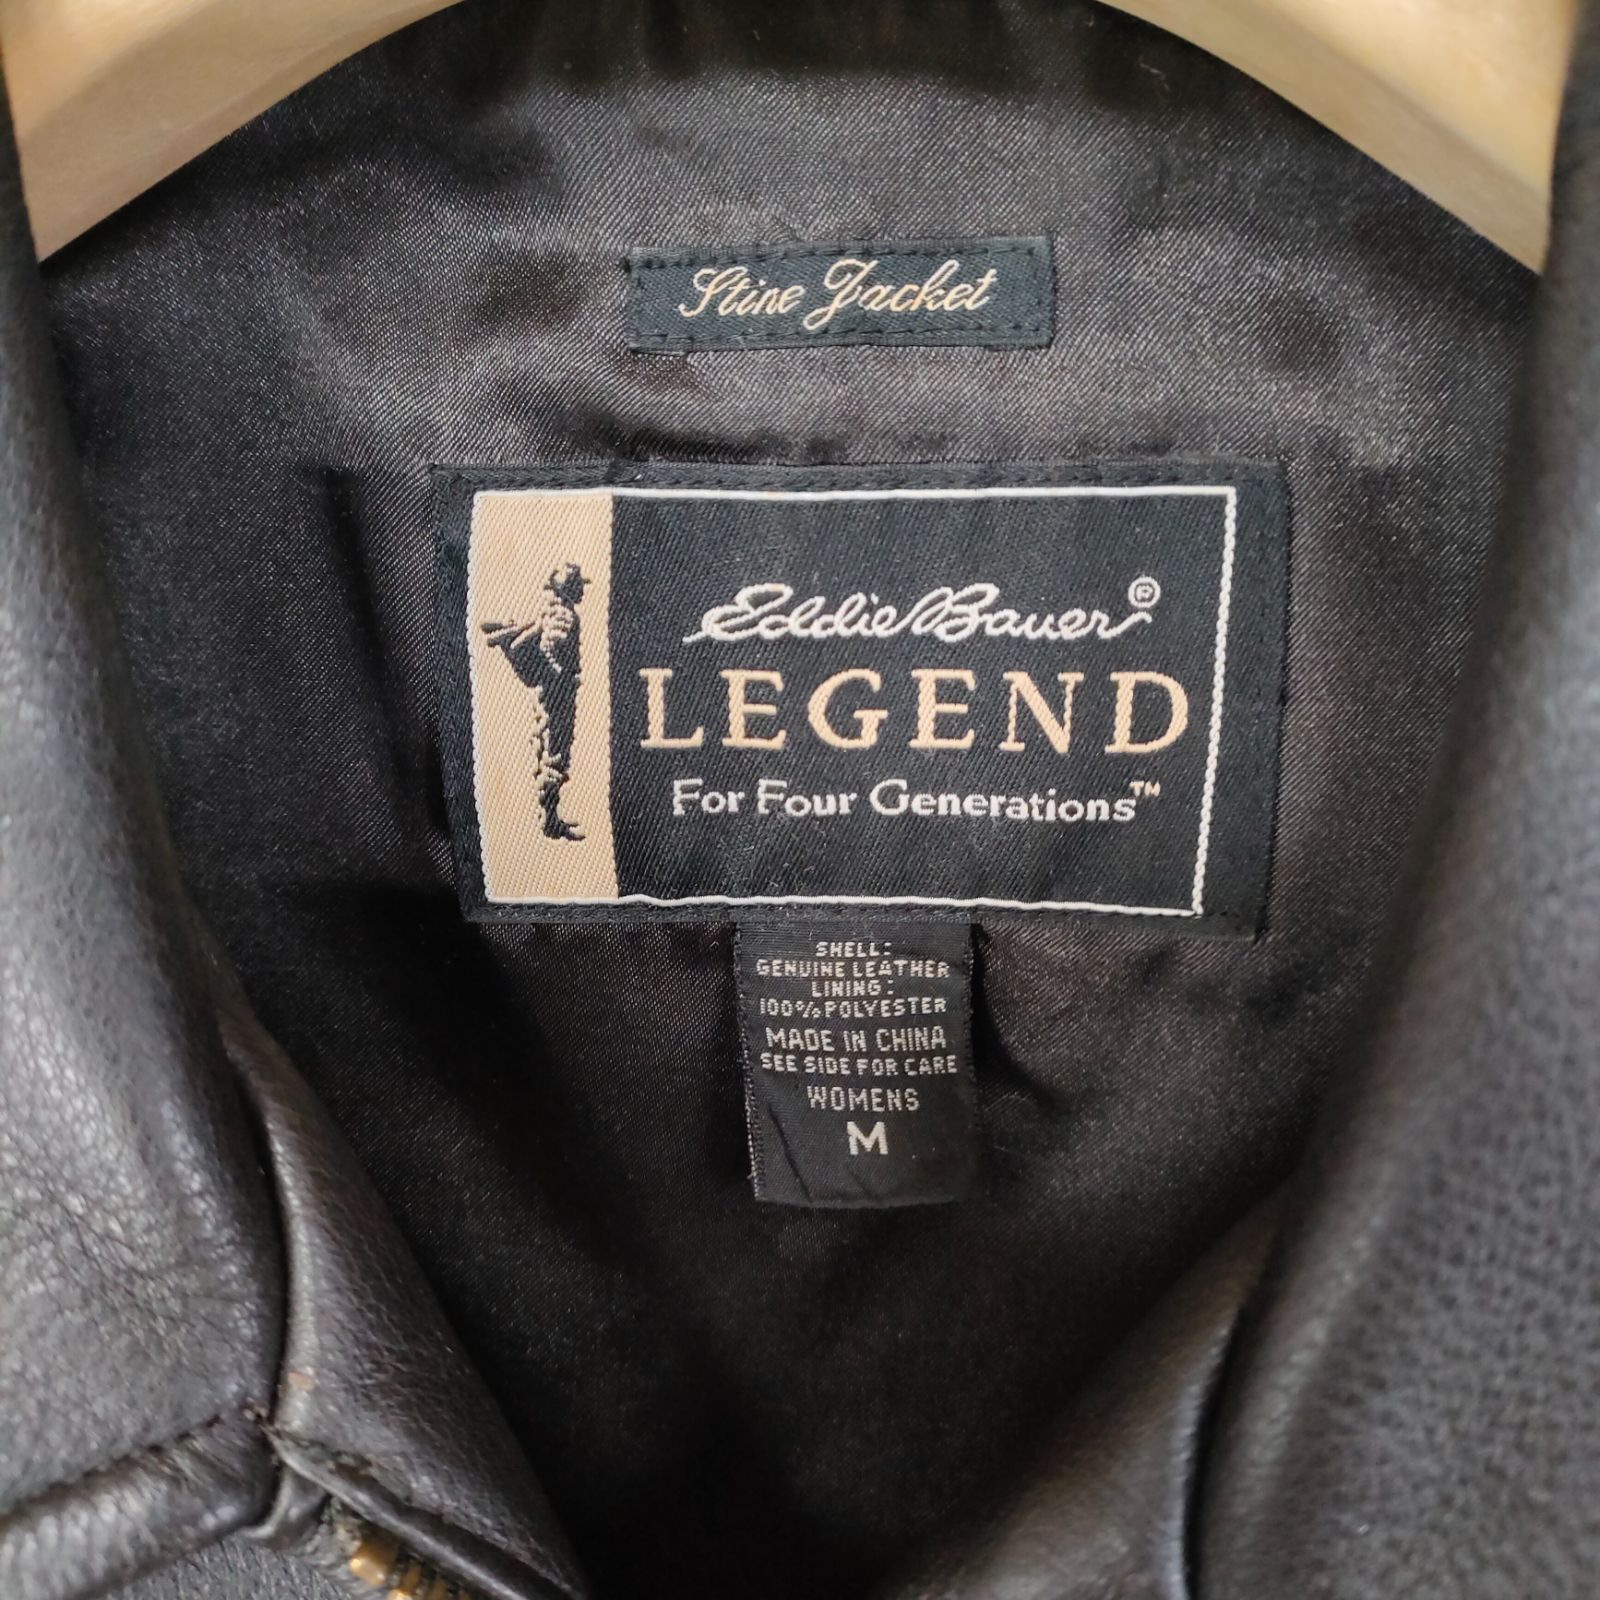 Stine Jacket
Eddie Bauer®
LEGEND
For Four Generations™
SHELL:
GENUINE LEATHER
LINING:
100% POLYESTER
MADE IN CHINA
SEE SIDE FOR CARE
WOMENS
M